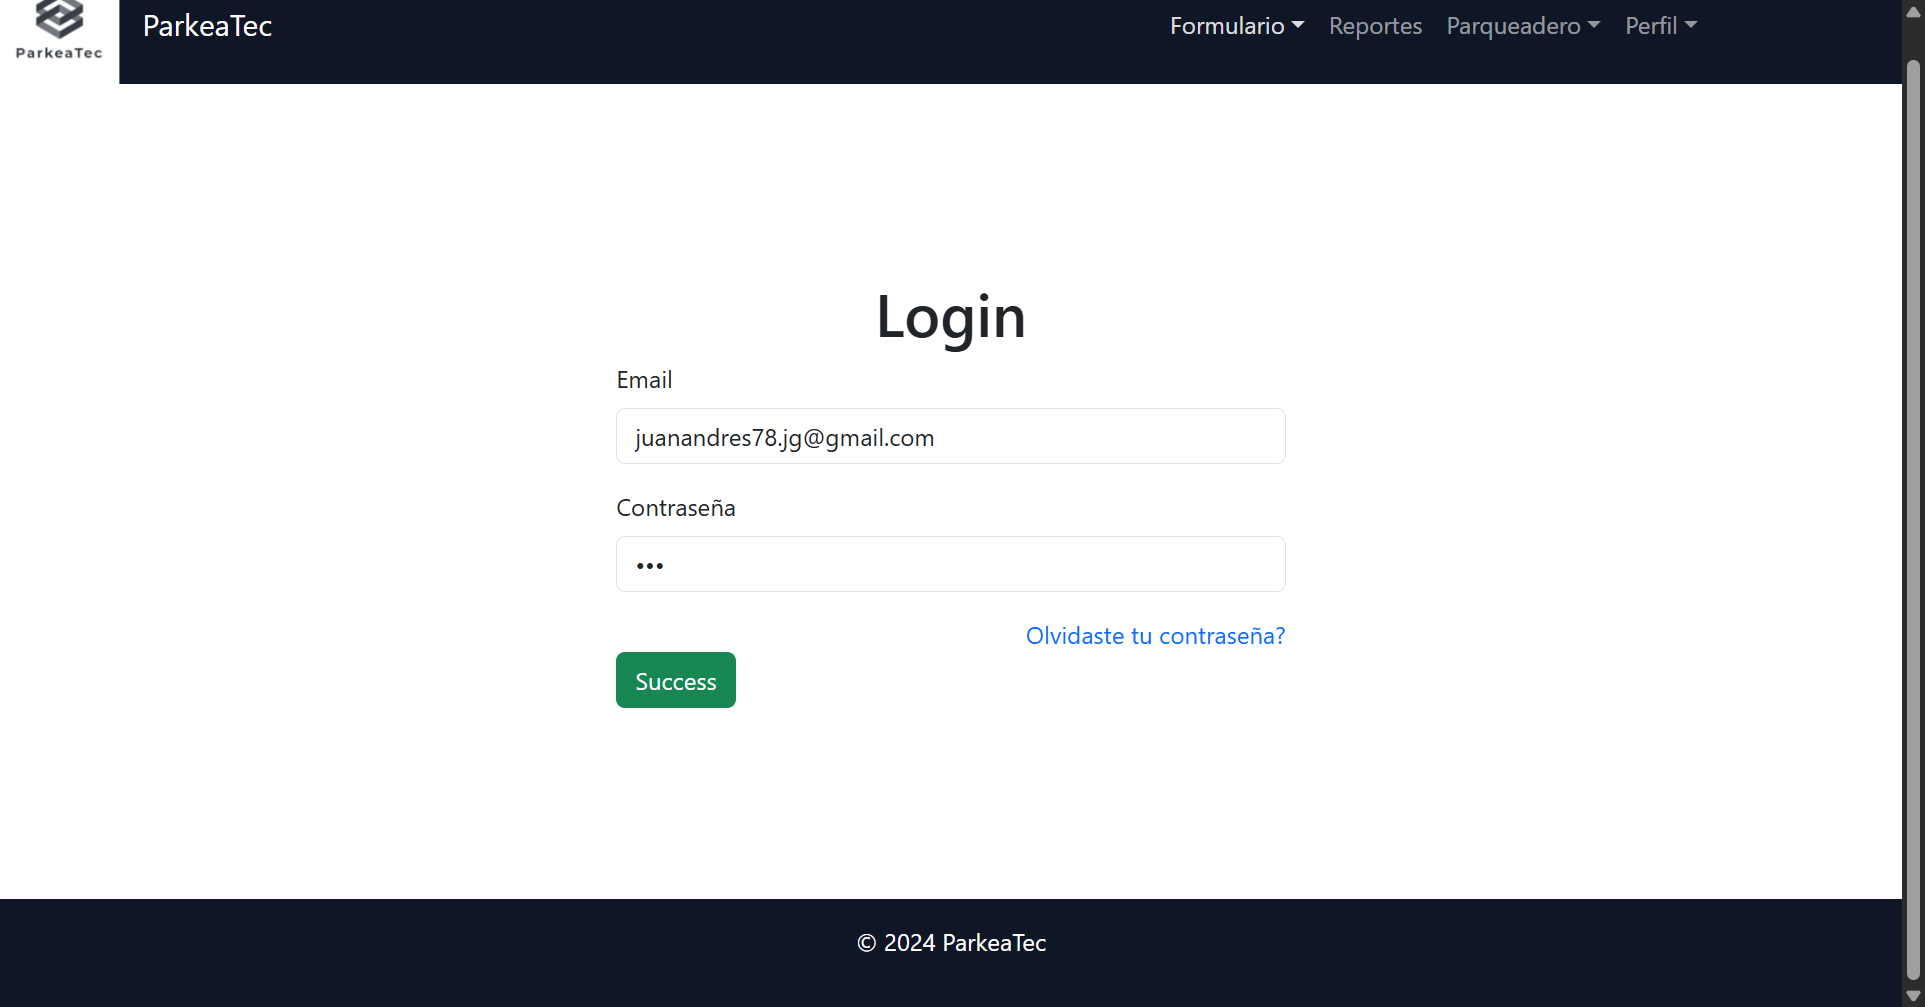 ParkeaTec
ParkeaTec
Formulario
Reportes
Parqueadero
Perfil
Login
Email
juanandres78.jg@gmail.com
Contraseña
•••
Olvidaste tu contraseña?
Success
© 2024 ParkeaTec